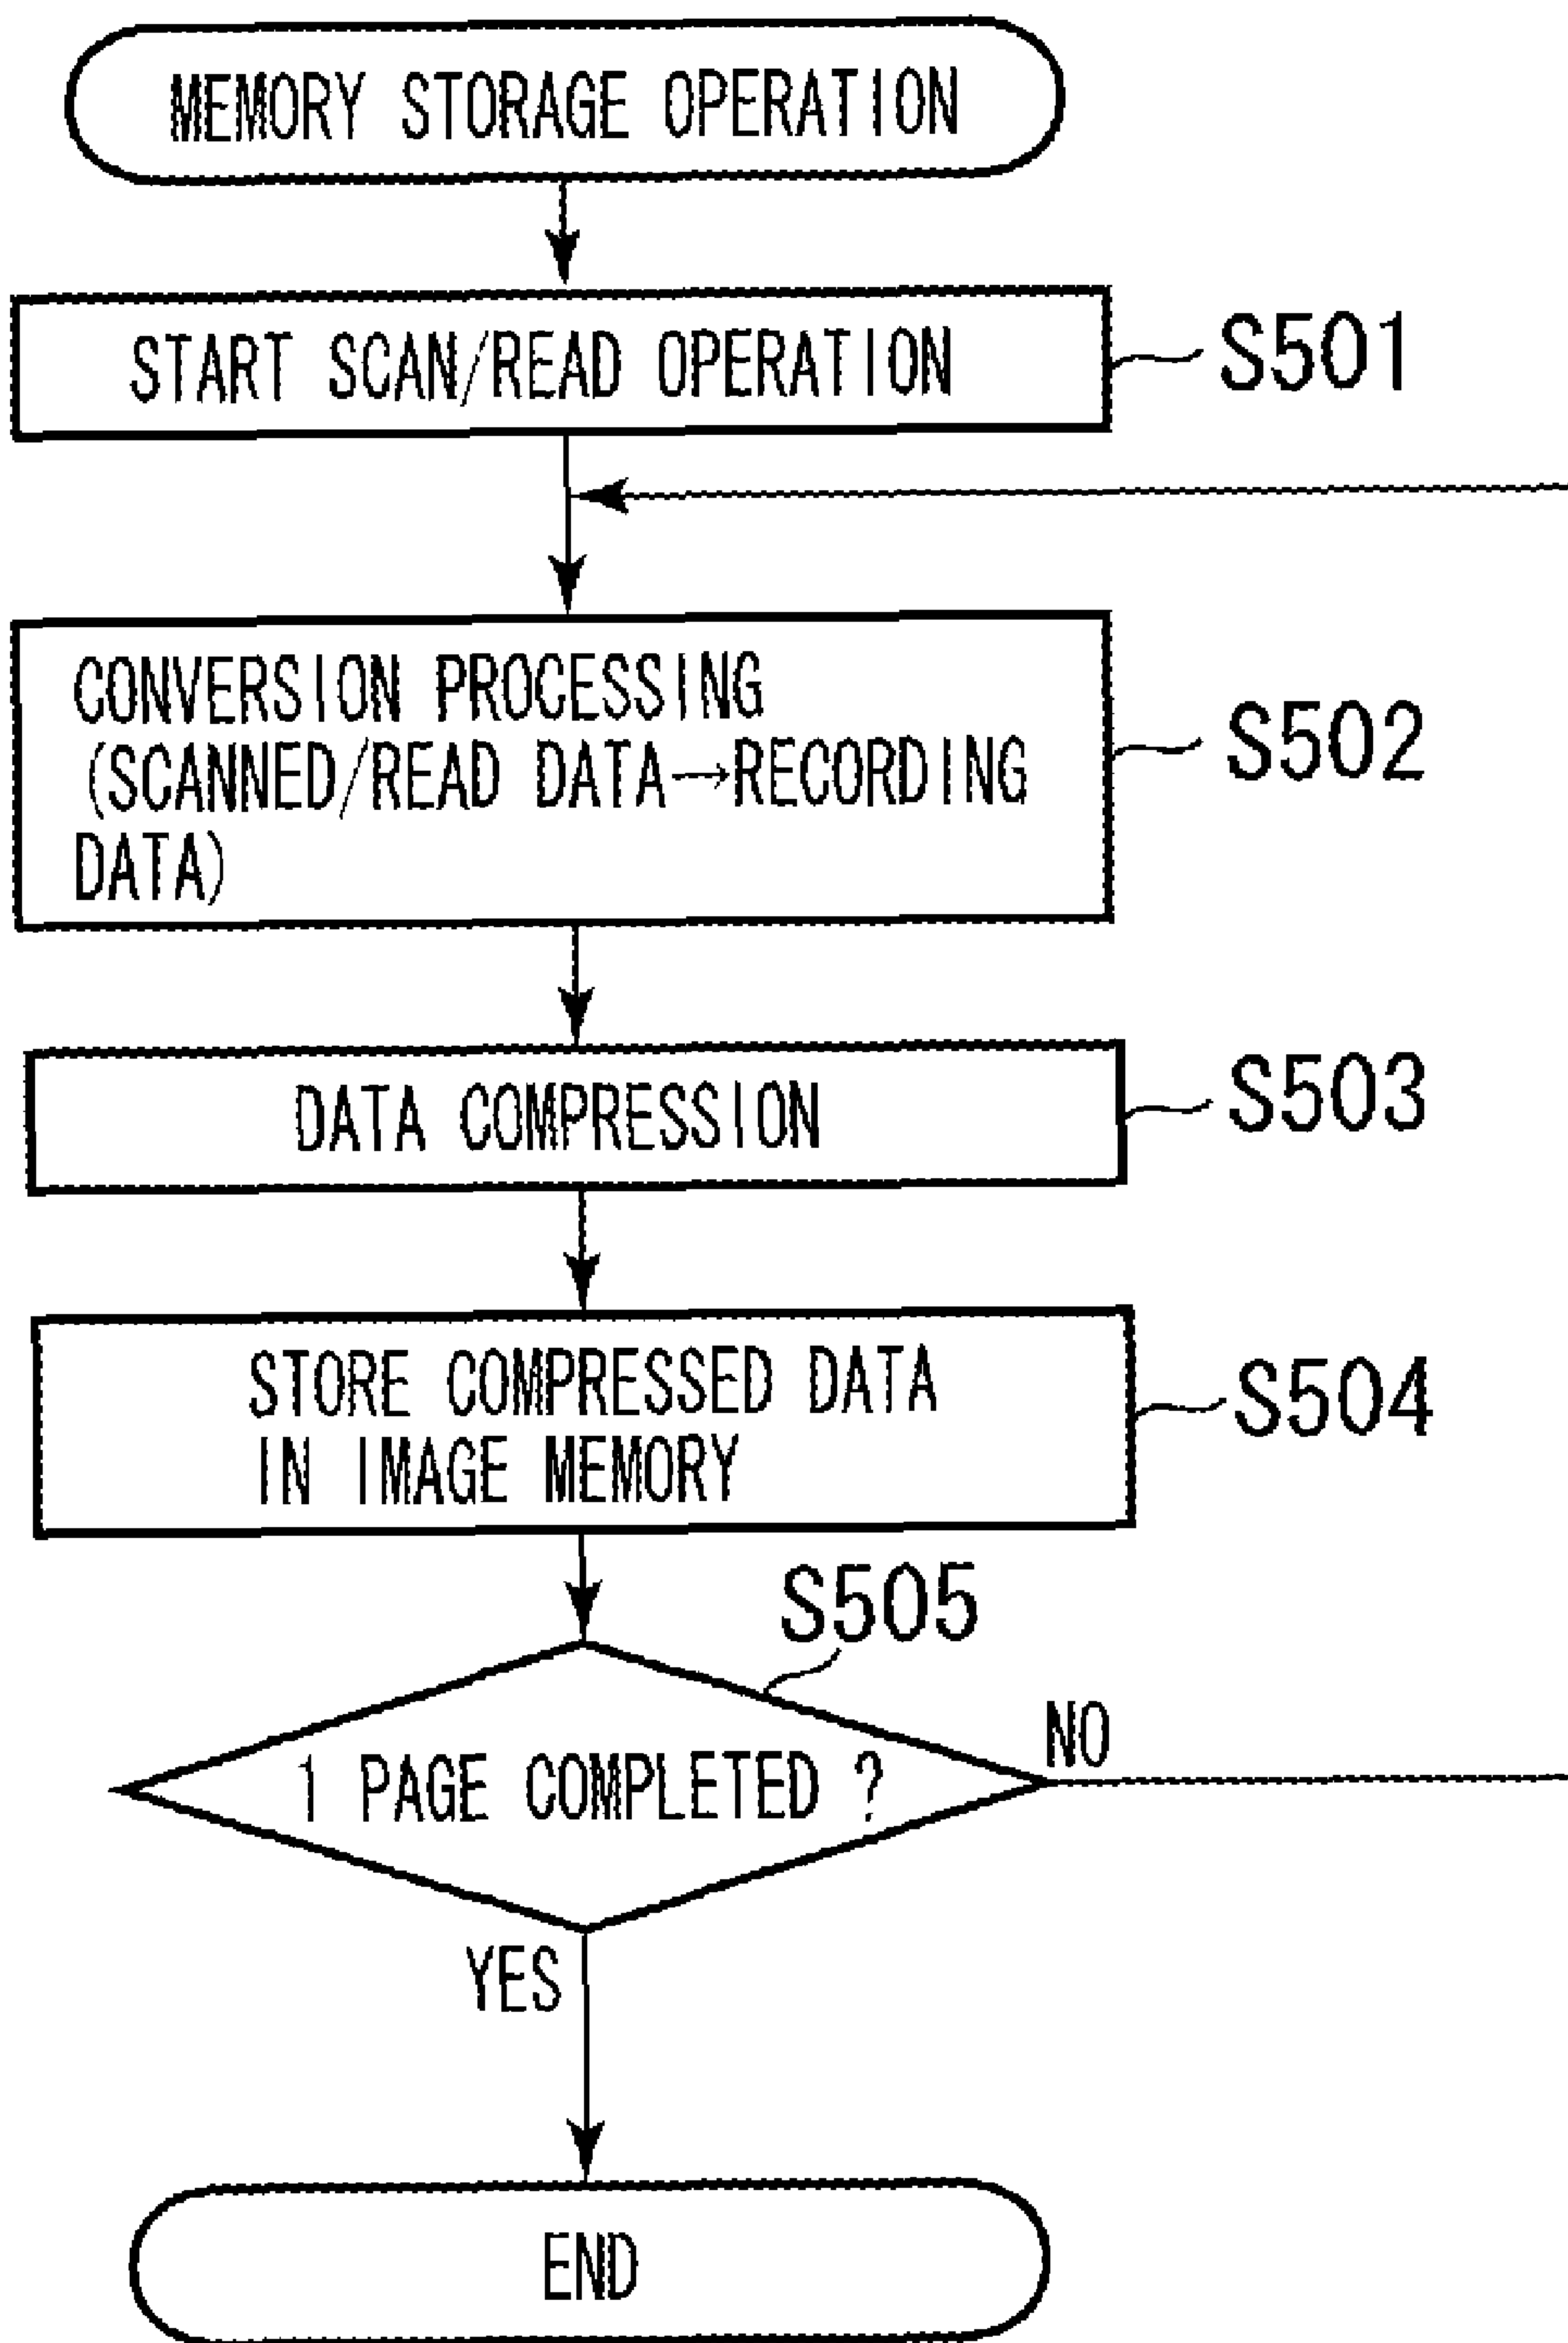 MEMORY STORAGE OPERATION
START SCAN/READ OPERATION
S501
CONVERSION PROCESSING
(SCANNED/READ DATA→RECORDING
DATA)
S502
DATA COMPRESSION
S503
STORE COMPRESSED DATA
IN IMAGE MEMORY
S504
S505
1 PAGE COMPLETED ?
NO
YES
END